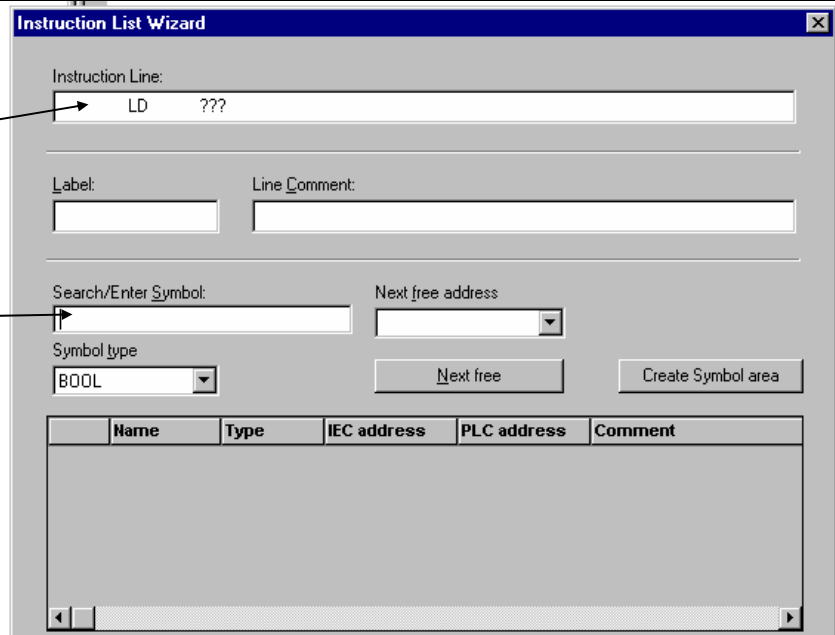 Instruction List Wizard
Instruction Line:
LD ???
Label: Line Comment:
Search/Enter Symbol: Next free address
Symbol type
BOOL Next free Create Symbol area
Name Type IEC address PLC address Comment